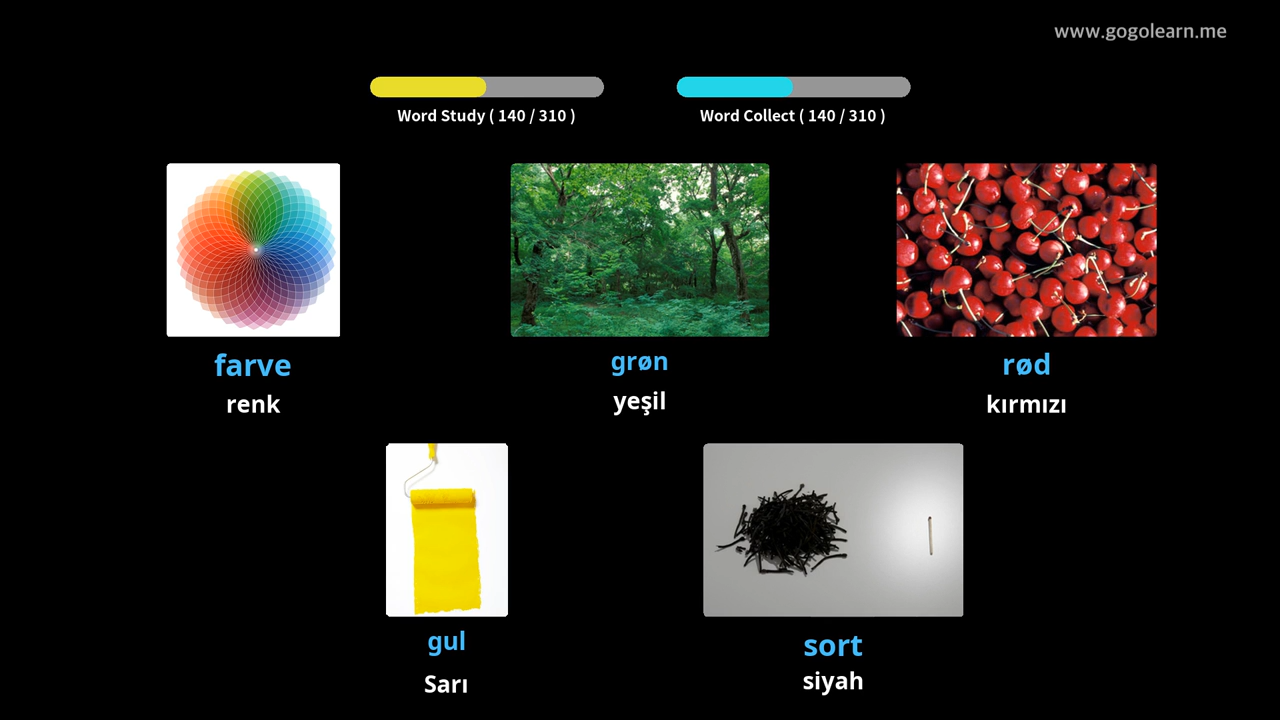 www.gogolearn.me
Word Study ( 140 / 310 )
Word Collect ( 140 / 310 )
farve
renk
grøn
yeşil
rød
kırmızı
gul
Sarı
sort
siyah